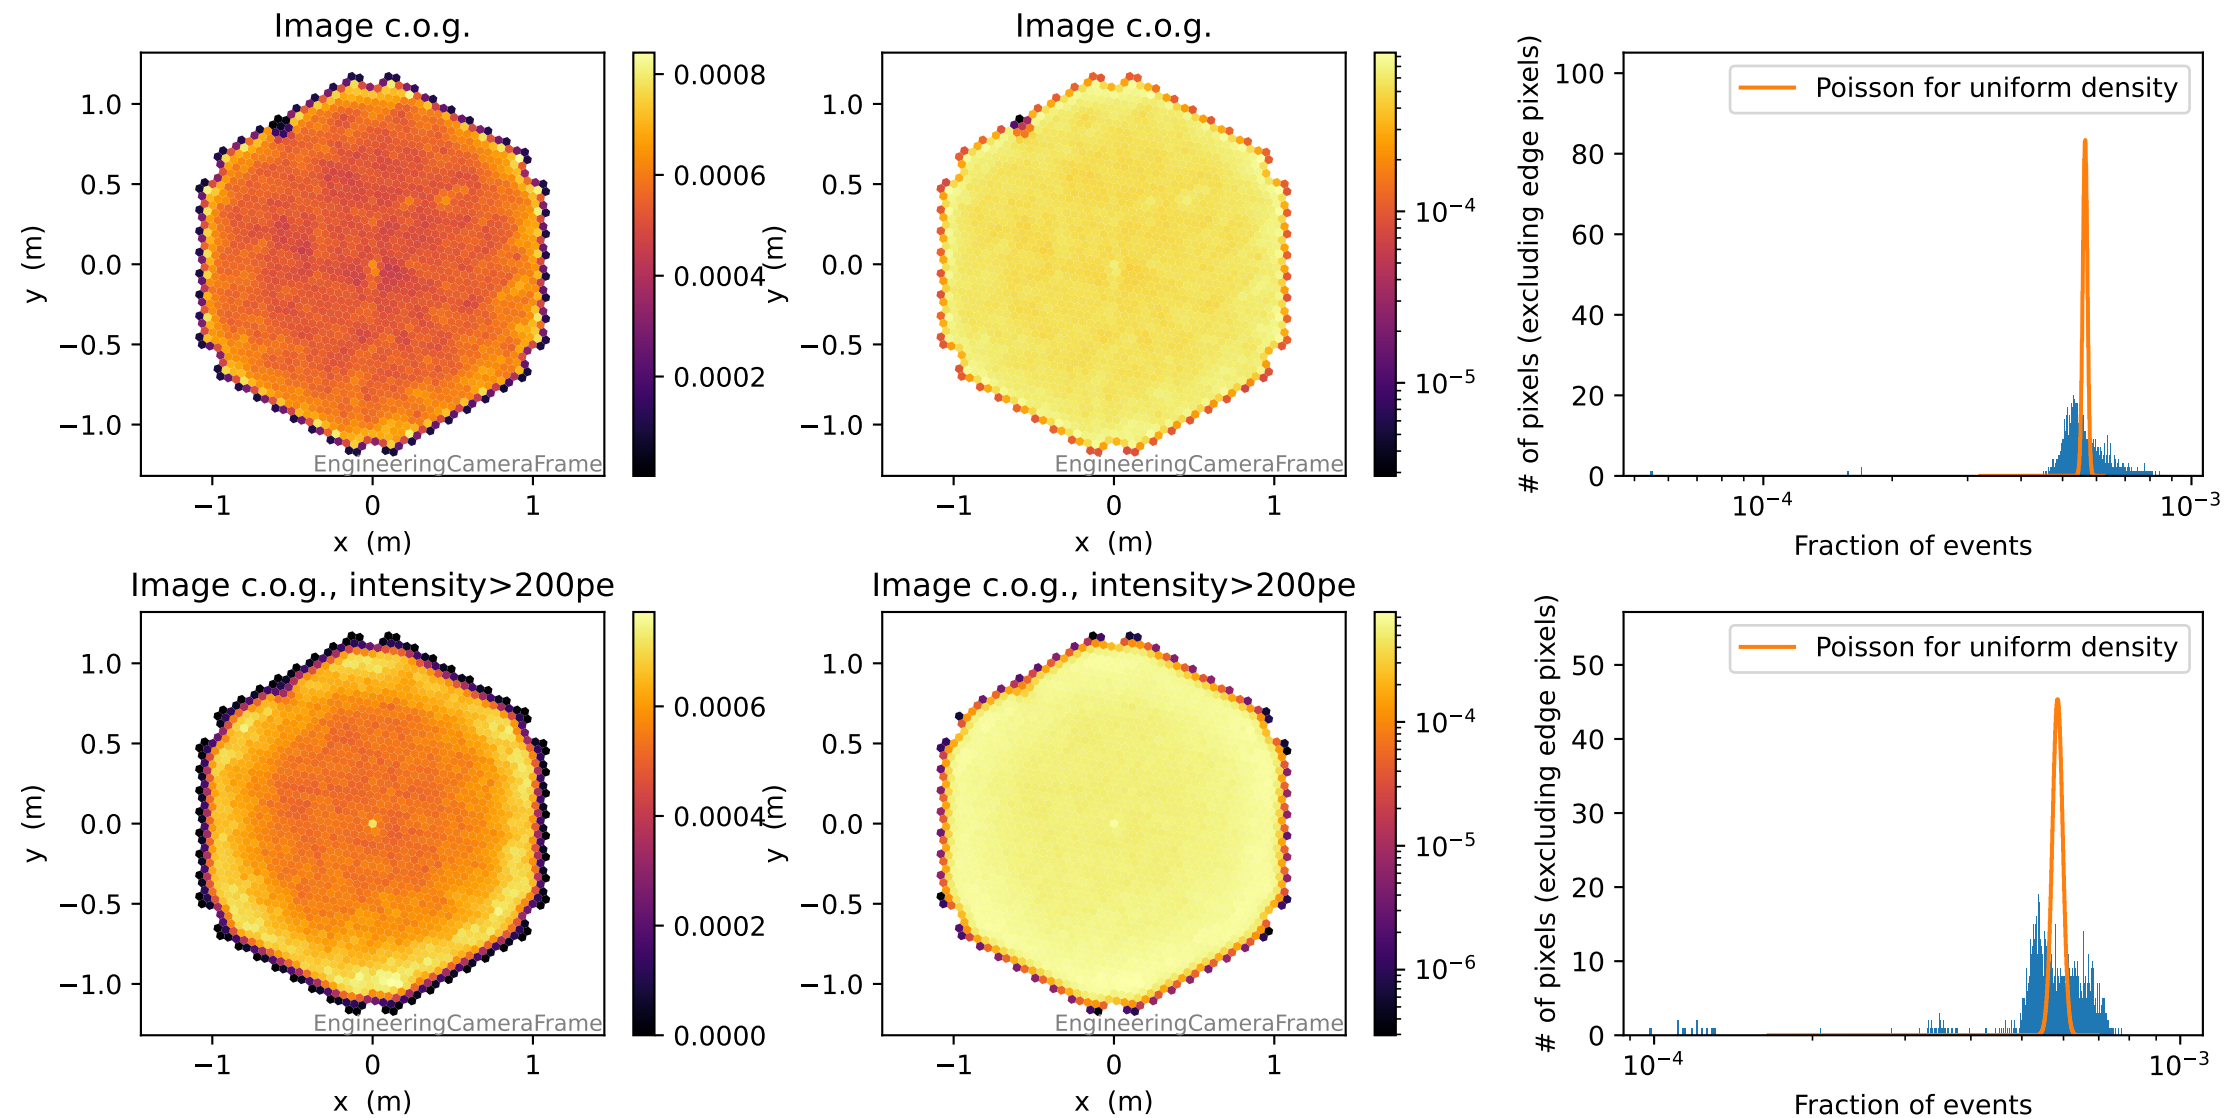 Image c.o.g.
y (m)
1.0
0.5
0.0
−0.5
−1.0
EngineeringCameraFrame
−1 0 1
x (m)
0.0008
0.0006
0.0004
0.0002
Image c.o.g.
y (m)
1.0
0.5
0.0
−0.5
−1.0
EngineeringCameraFrame
−1 0 1
x (m)
10−4
10−5
# of pixels (excluding edge pixels)
100
80
60
40
20
0
Poisson for uniform density
10−4 10−3
Fraction of events
Image c.o.g., intensity>200pe
y (m)
1.0
0.5
0.0
−0.5
−1.0
EngineeringCameraFrame
−1 0 1
x (m)
0.0006
0.0004
0.0002
0.0000
Image c.o.g., intensity>200pe
y (m)
1.0
0.5
0.0
−0.5
−1.0
EngineeringCameraFrame
−1 0 1
x (m)
10−4
10−5
10−6
# of pixels (excluding edge pixels)
50
40
30
20
10
0
Poisson for uniform density
10−4 10−3
Fraction of events